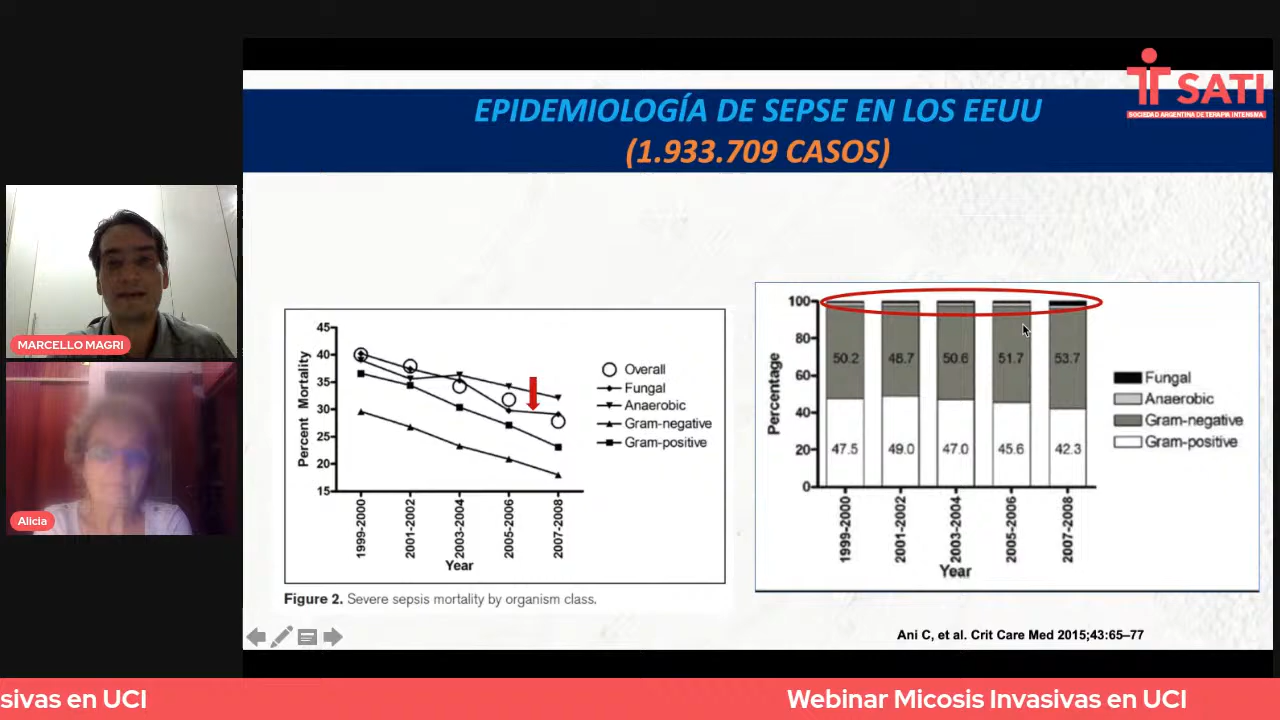 SATI
SOCIEDAD ARGENTINA DE TERAPIA INTENSIVA
EPIDEMIOLOGÍA DE SEPSE EN LOS EEUU
(1.933.709 CASOS)
MARCELLO MAGRI
Alicia
Percent Mortality
45
40
35
30
25
20
15
1999-2000
2001-2002
2003-2004
2005-2006
2007-2008
Year
Overall
Fungal
Anaerobic
Gram-negative
Gram-positive
Figure 2. Severe sepsis mortality by organism class.
Percentage
100
80
60
40
20
0
50.2
48.7
50.6
51.7
53.7
47.5
49.0
47.0
45.6
42.3
1999-2000
2001-2002
2003-2004
2005-2006
2007-2008
Year
Fungal
Anaerobic
Gram-negative
Gram-positive
Ani C, et al. Crit Care Med 2015;43:65–77
sivas en UCI
Webinar Micosis Invasivas en UCI